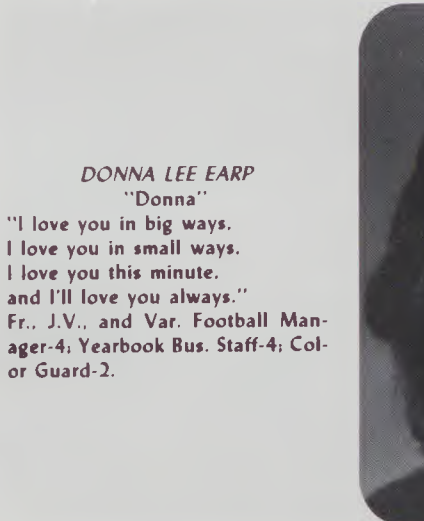 DONNA LEE EARP
"Donna"
"I love you in big ways.
I love you in small ways.
I love you this minute.
and I'll love you always."
Fr., J.V., and Var. Football Man-
ager-4; Yearbook Bus. Staff-4; Col-
or Guard-2.